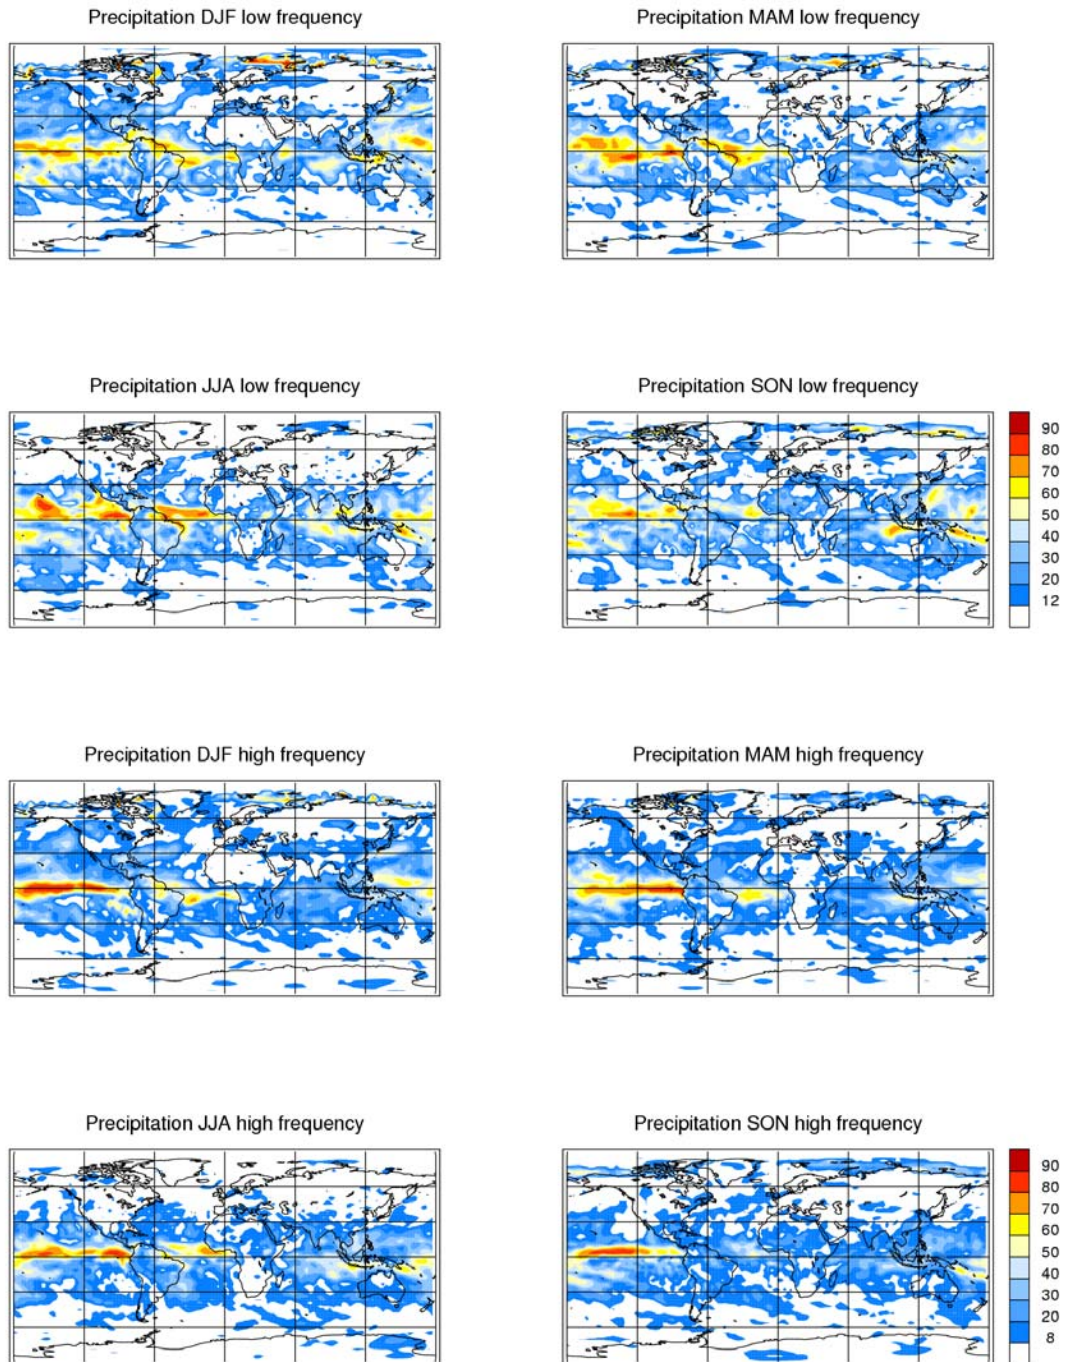 Precipitation DJF low frequency
Precipitation MAM low frequency
Precipitation JJA low frequency
Precipitation SON low frequency
90
80
70
60
50
40
30
20
12
Precipitation DJF high frequency
Precipitation MAM high frequency
Precipitation JJA high frequency
Precipitation SON high frequency
90
80
70
60
50
40
30
20
8